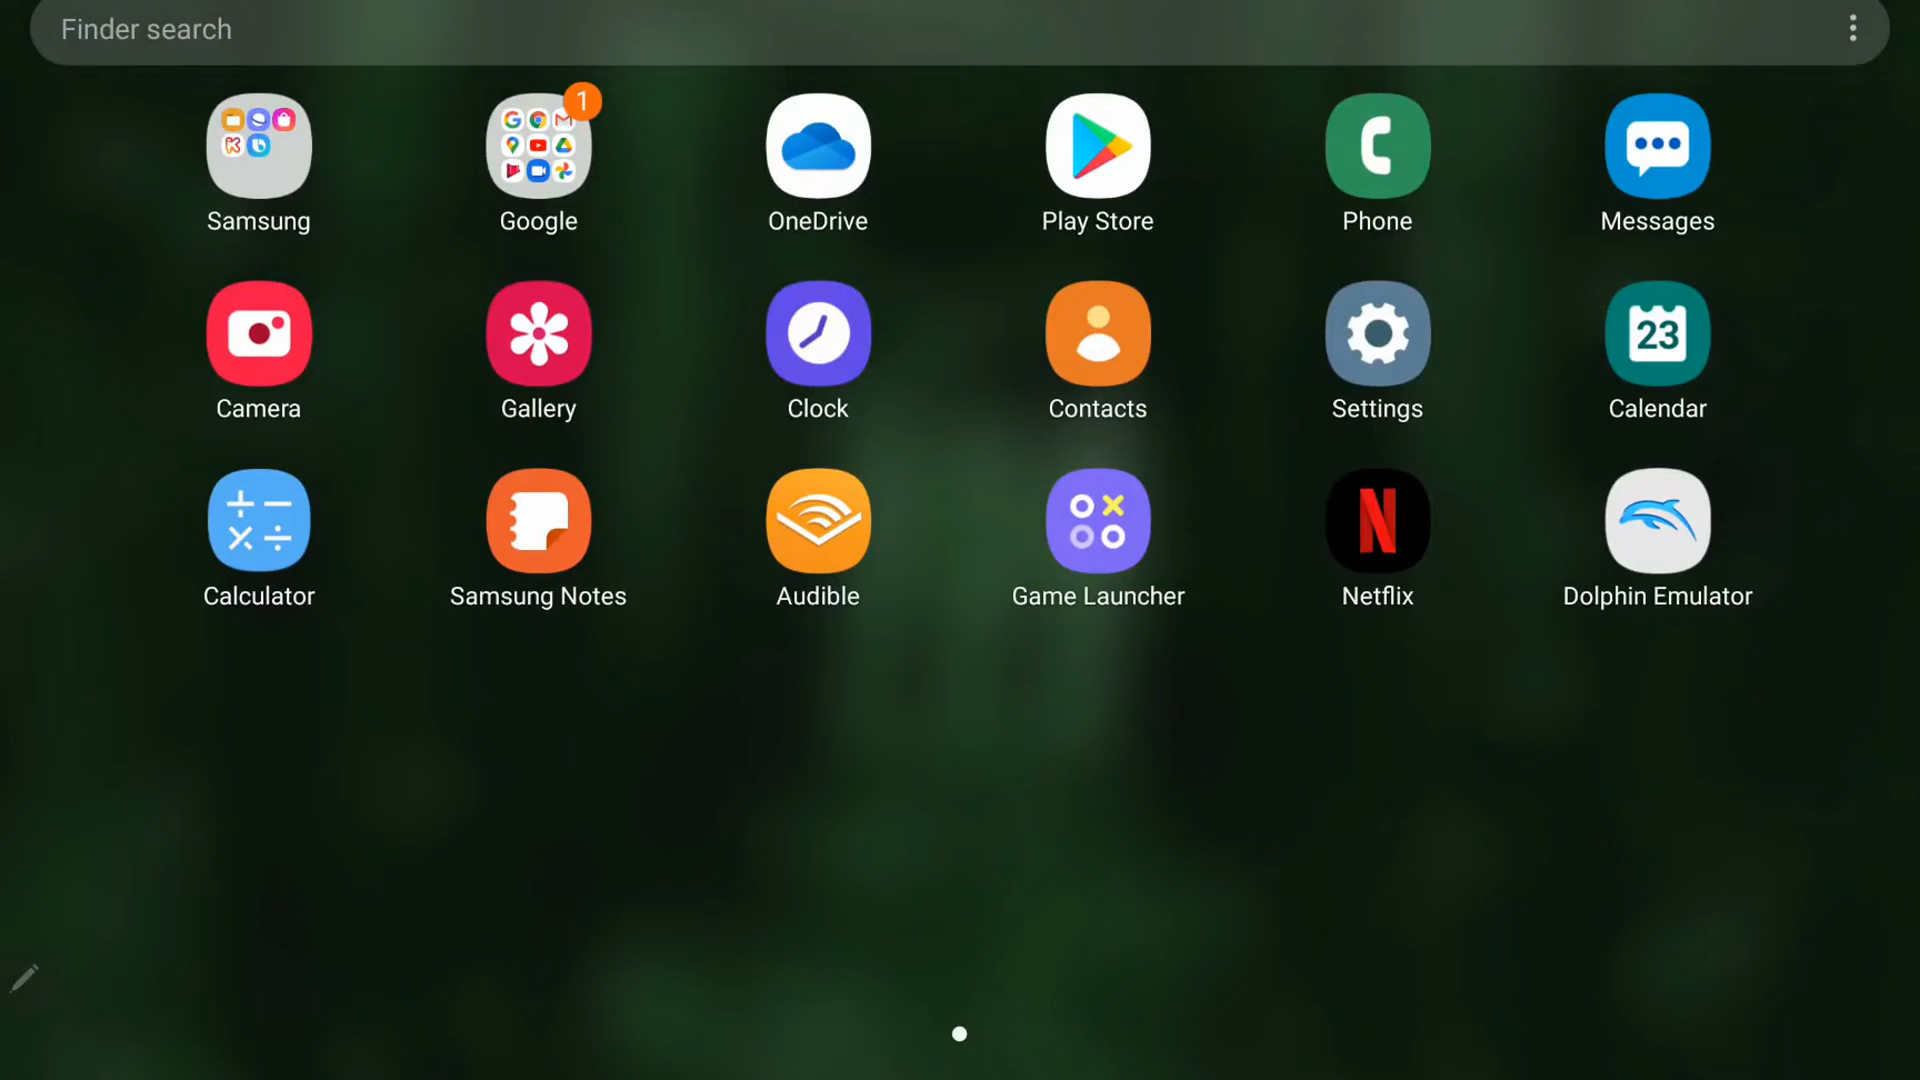 Finder search
1
Samsung
Google
OneDrive
Play Store
Phone
Messages
23
Camera
Gallery
Clock
Contacts
Settings
Calendar
N
Calculator
Samsung Notes
Audible
Game Launcher
Netflix
Dolphin Emulator